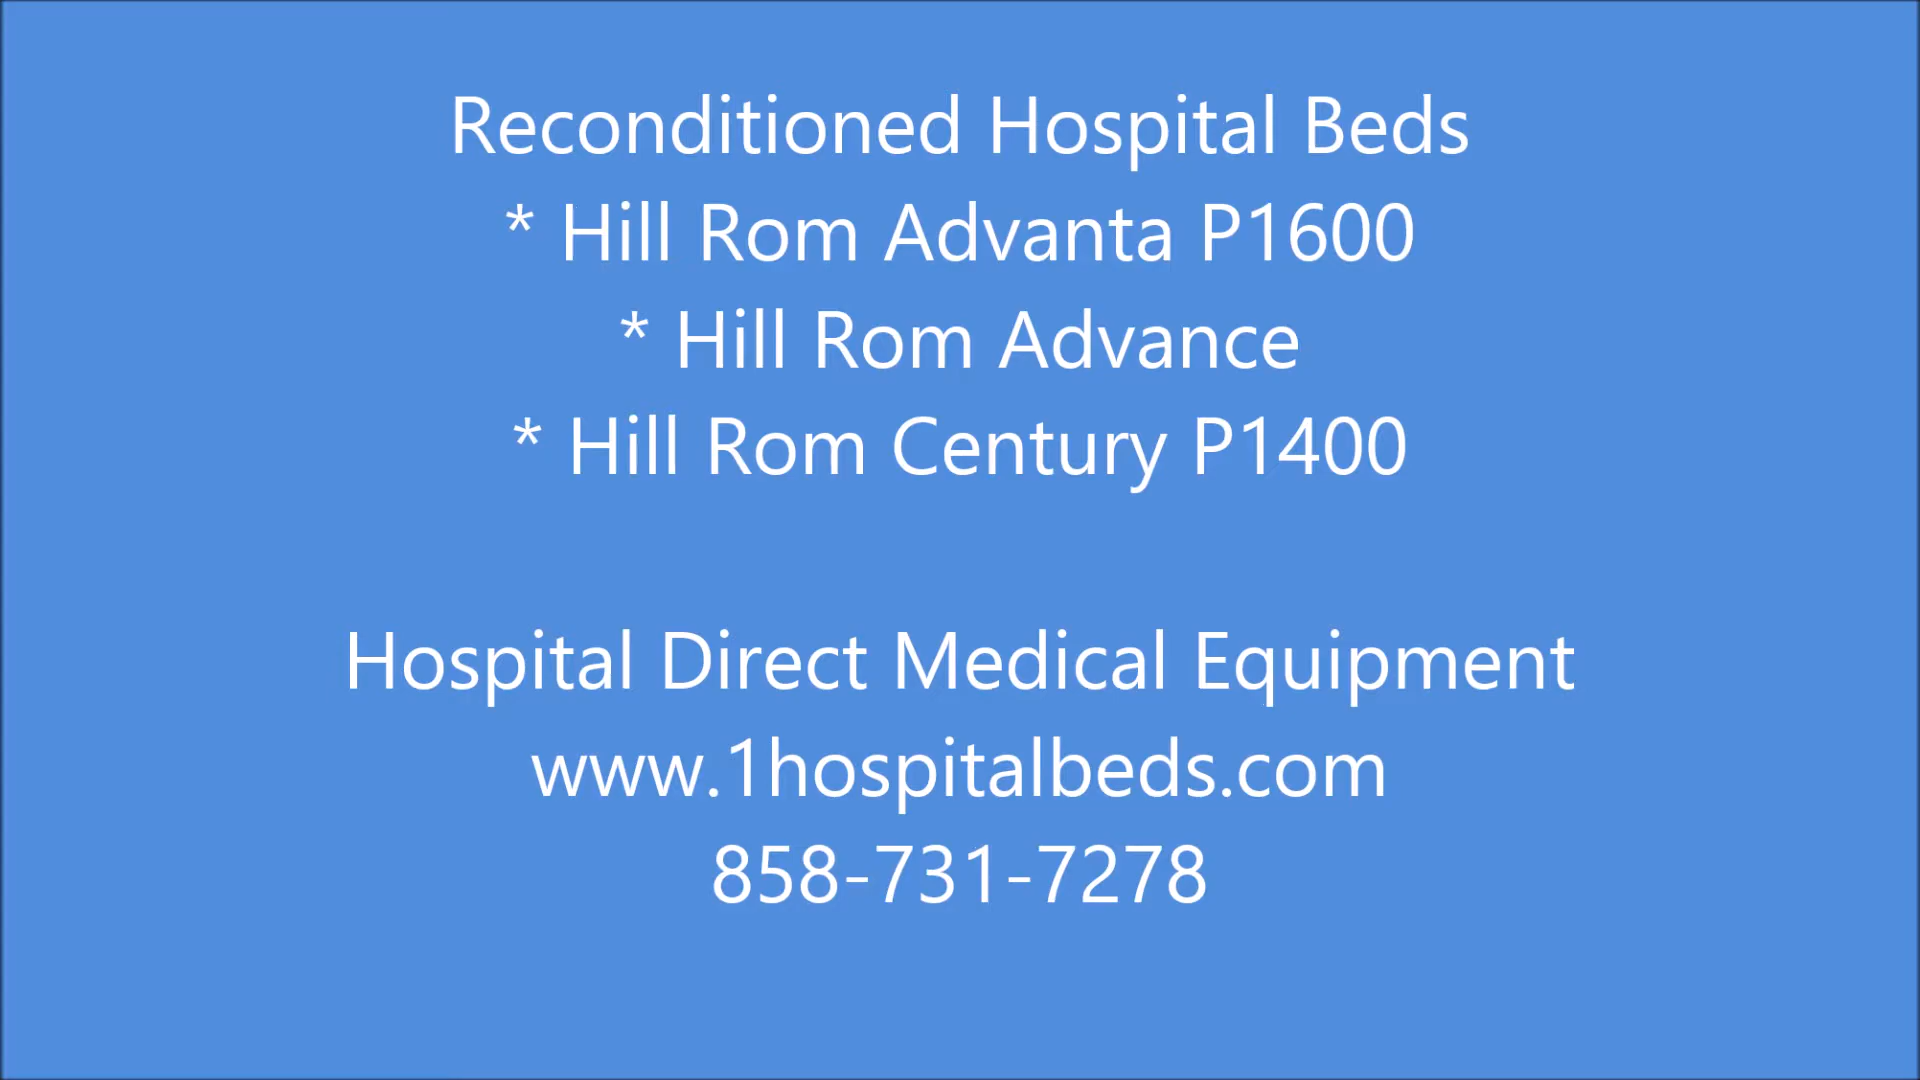 Reconditioned Hospital Beds
* Hill Rom Advanta P1600
* Hill Rom Advance
* Hill Rom Century P1400
Hospital Direct Medical Equipment
www.1hospitalbeds.com
858-731-7278